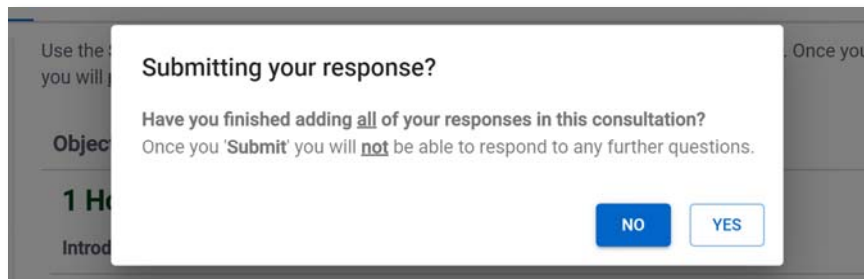 Use the
. Once you
you will
Submitting your response?
Have you finished adding all of your responses in this consultation?
Once you 'Submit' you will not be able to respond to any further questions.
Objec
1 Ho
NO
YES
Introd